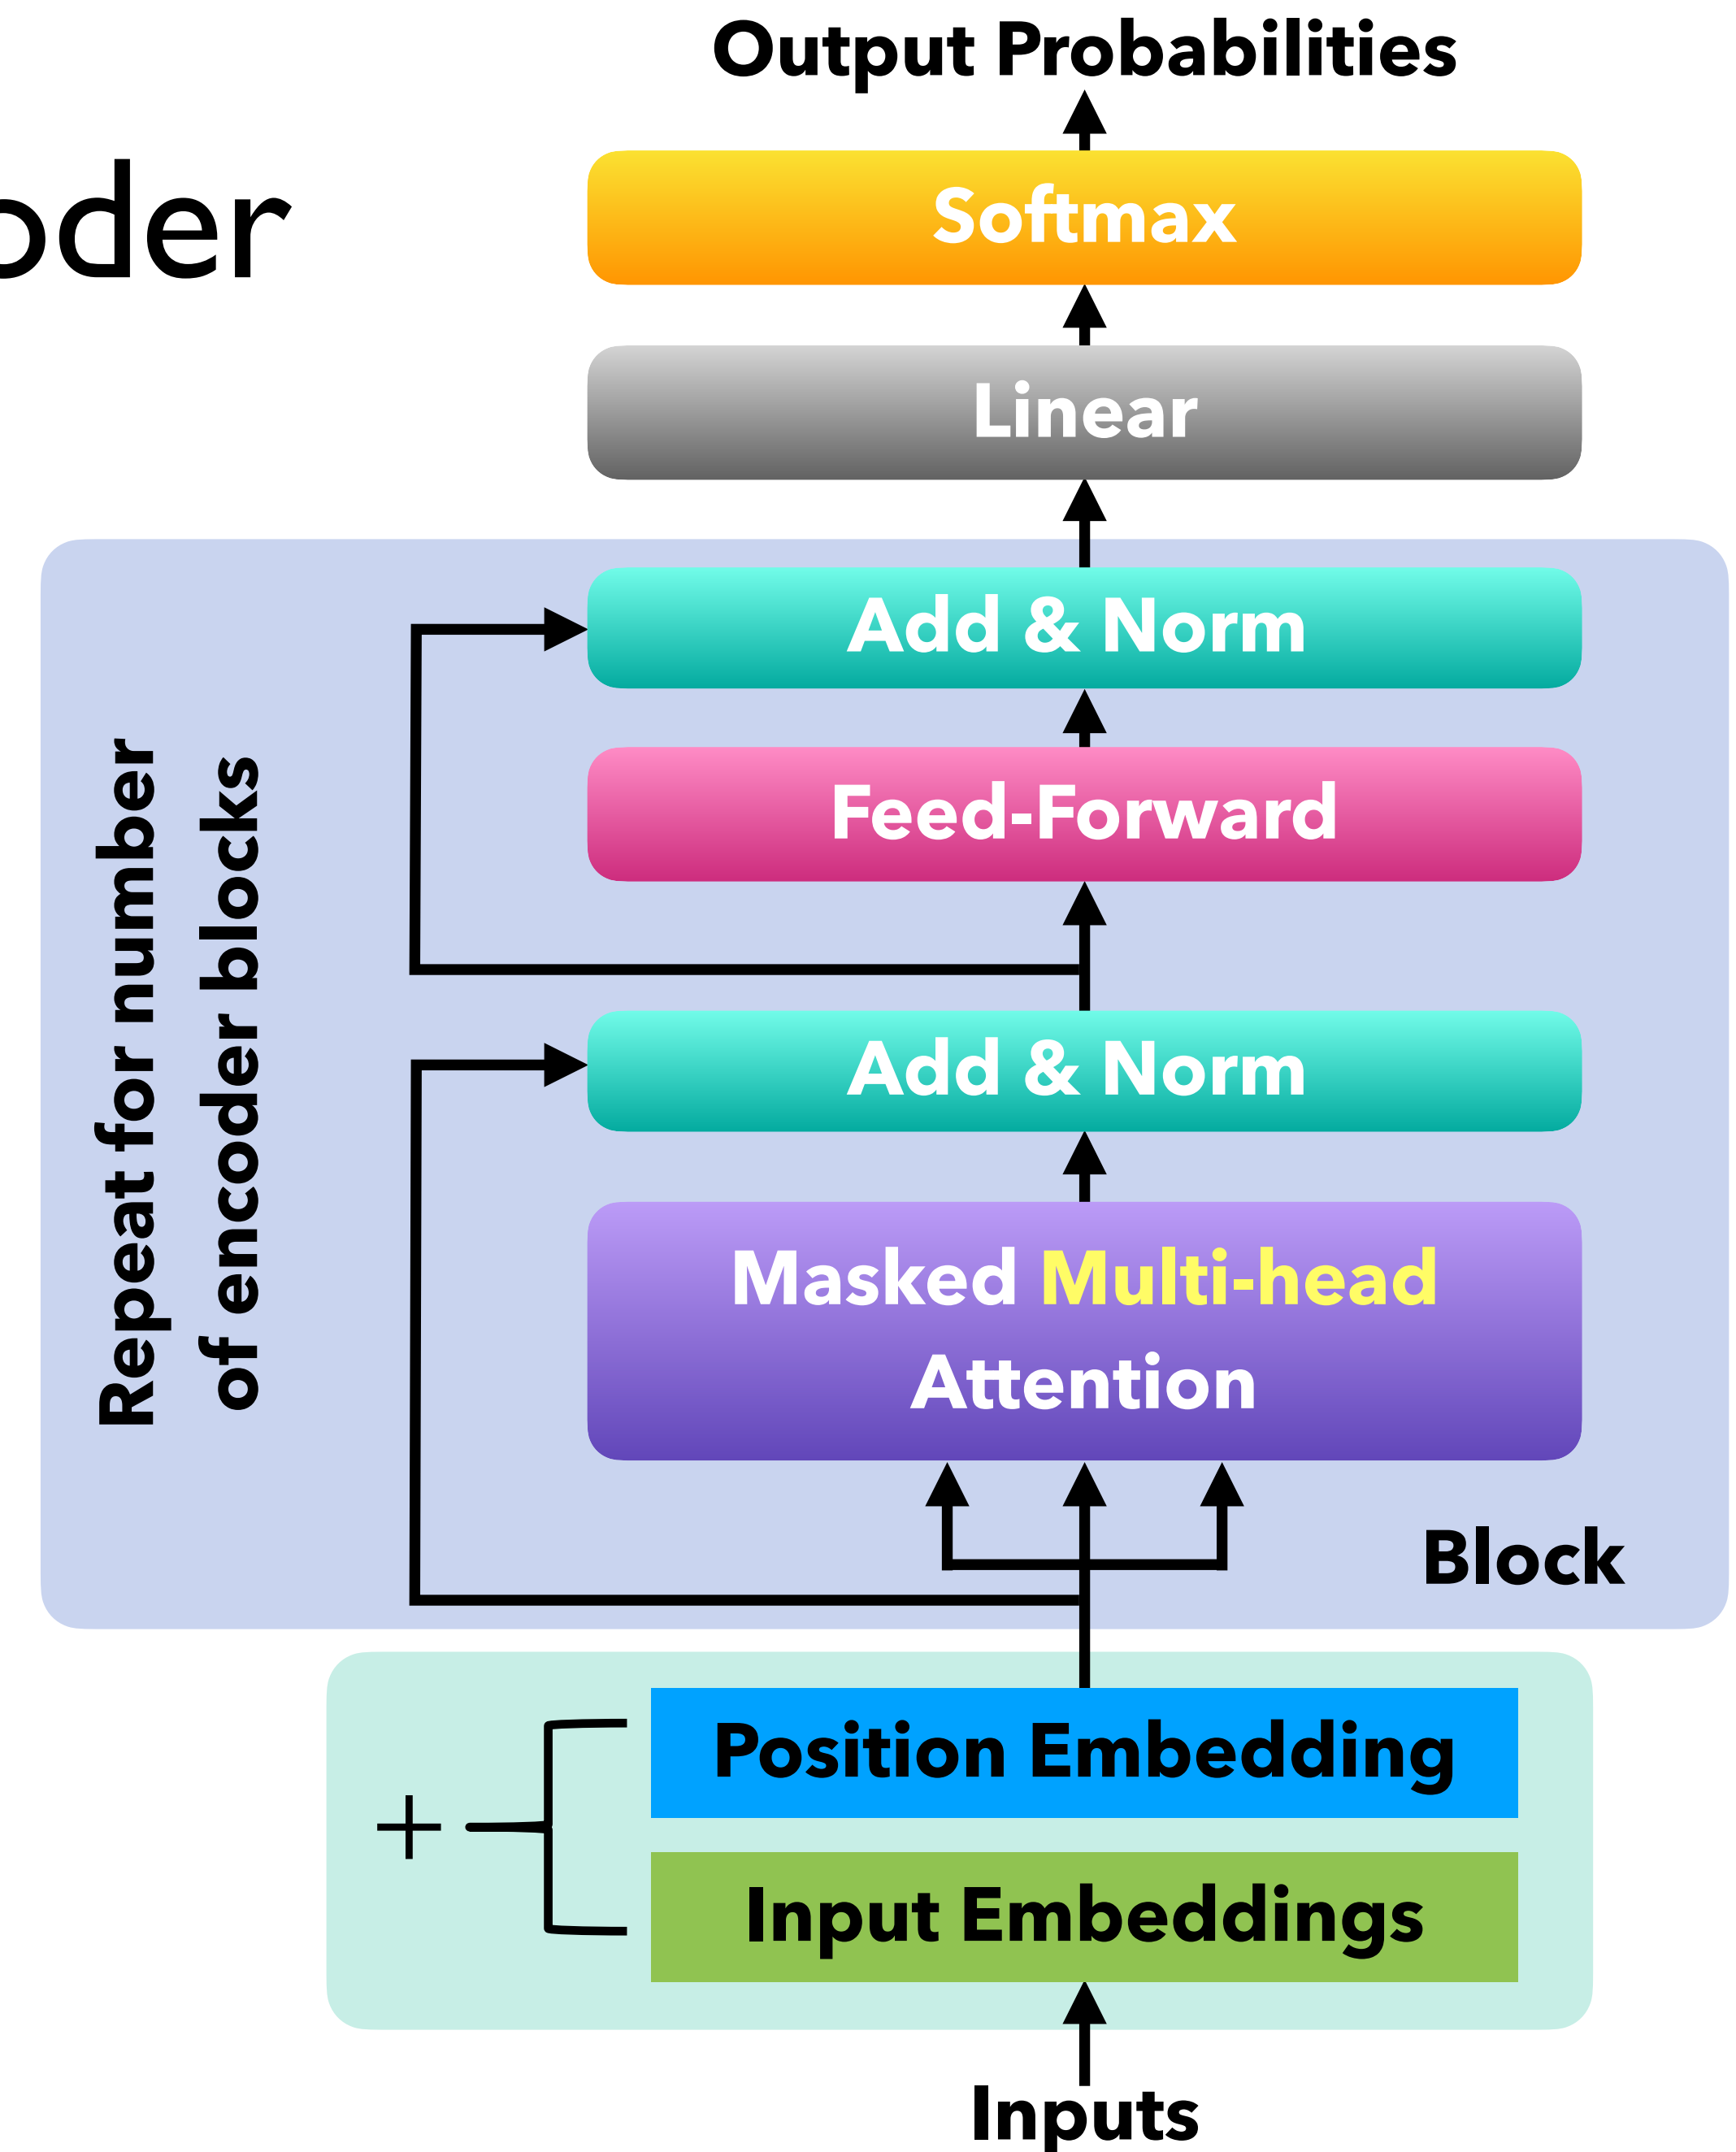 Output Probabilities
oder
Softmax
Linear
Add & Norm
Feed-Forward
Repeat for number
of encoder blocks
Add & Norm
Masked Multi-head
Attention
Block
Position Embedding
+
Input Embeddings
Inputs